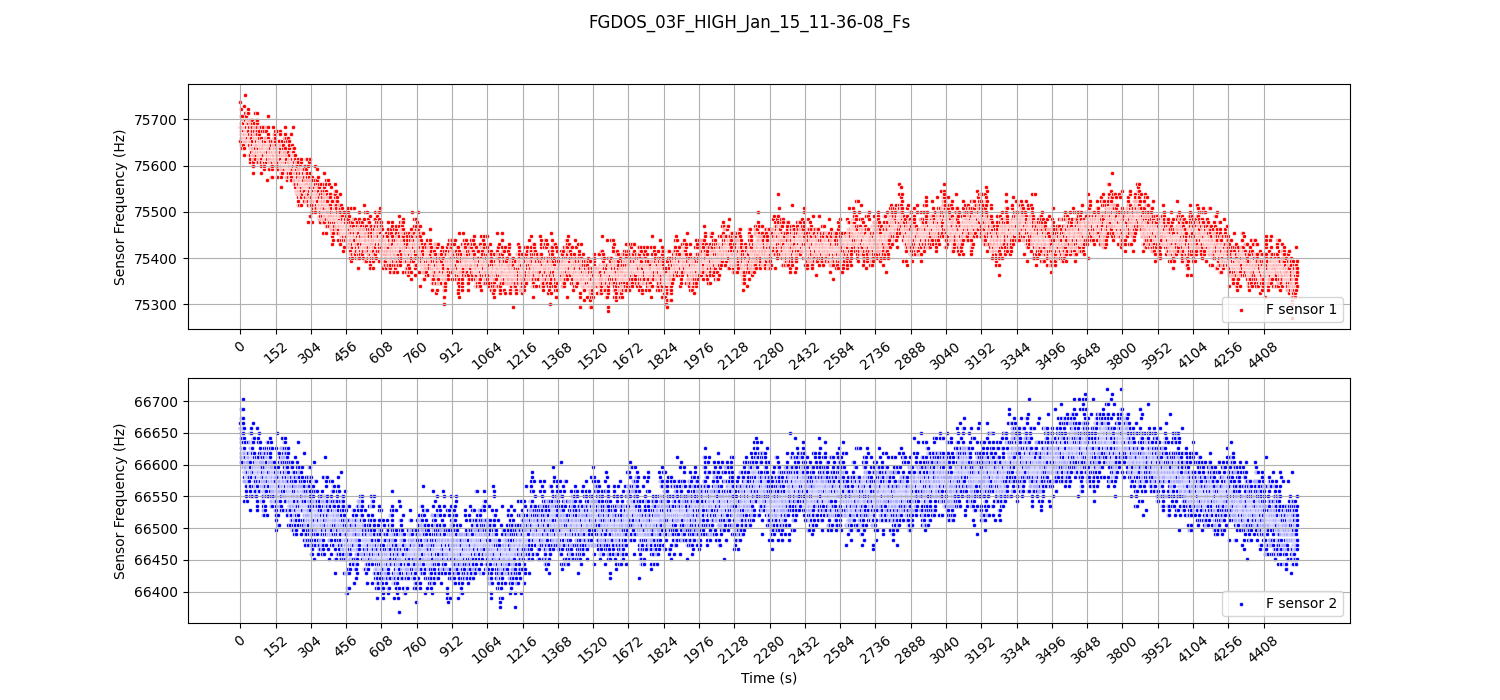 FGDOS_03F_HIGH_Jan_15_11-36-08_Fs
Sensor Frequency (Hz)
75700
75600
75500
75400
75300
F sensor 1
0 152 304 456 608 760 912 1064 1216 1368 1520 1672 1824 1976 2128 2280 2432 2584 2736 2888 3040 3192 3344 3496 3648 3800 3952 4104 4256 4408
Sensor Frequency (Hz)
66700
66650
66600
66550
66500
66450
66400
F sensor 2
0 152 304 456 608 760 912 1064 1216 1368 1520 1672 1824 1976 2128 2280 2432 2584 2736 2888 3040 3192 3344 3496 3648 3800 3952 4104 4256 4408
Time (s)